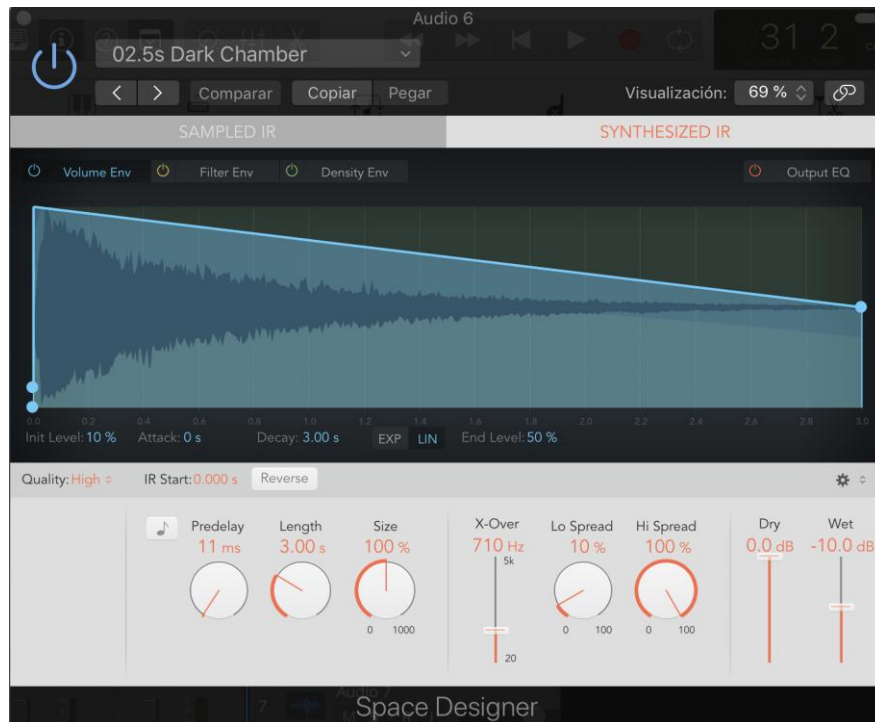 Audio 6
02.5s Dark Chamber
31 2
Comparar Copiar Pegar Visualización: 69 %
SAMPLED IR SYNTHESIZED IR
Volume Env Filter Env Density Env Output EQ
0.0 0.2 0.4 0.6 0.8 1.0 1.2 1.4 1.6 1.8 2.0 2.2 2.4 2.6 2.8 3.0
Init Level: 10 % Attack: 0 s Decay: 3.00 s EXP LIN End Level: 50 %
Quality: High IR Start: 0.000 s Reverse
Predelay Length Size X-Over Lo Spread Hi Spread Dry Wet
11 ms 3.00 s 100 % 710 Hz 10 % 100 % 0.0 dB -10.0 dB
5k
0 1000 0 100 0 100
20
7 Audio 7
Space Designer